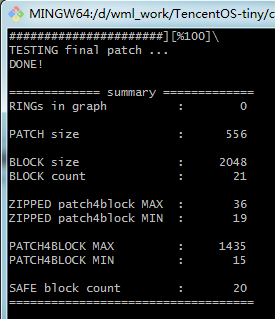 MINGW64:/d/wml_work/TencentOS-tiny/c
######################][%100]\
TESTING final patch ...
DONE!
============= summary =============
RINGs in graph : 0
PATCH size : 556
BLOCK size : 2048
BLOCK count : 21
ZIPPED patch4block MAX : 36
ZIPPED patch4block MIN : 19
PATCH4BLOCK MAX : 1435
PATCH4BLOCK MIN : 15
SAFE block count : 20
===================================